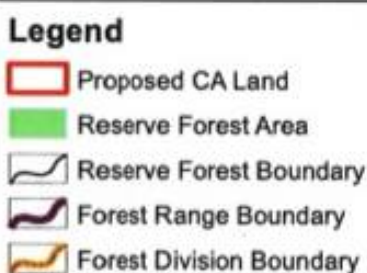 Legend
Proposed CA Land
Reserve Forest Area
Reserve Forest Boundary
Forest Range Boundary
Forest Division Boundary